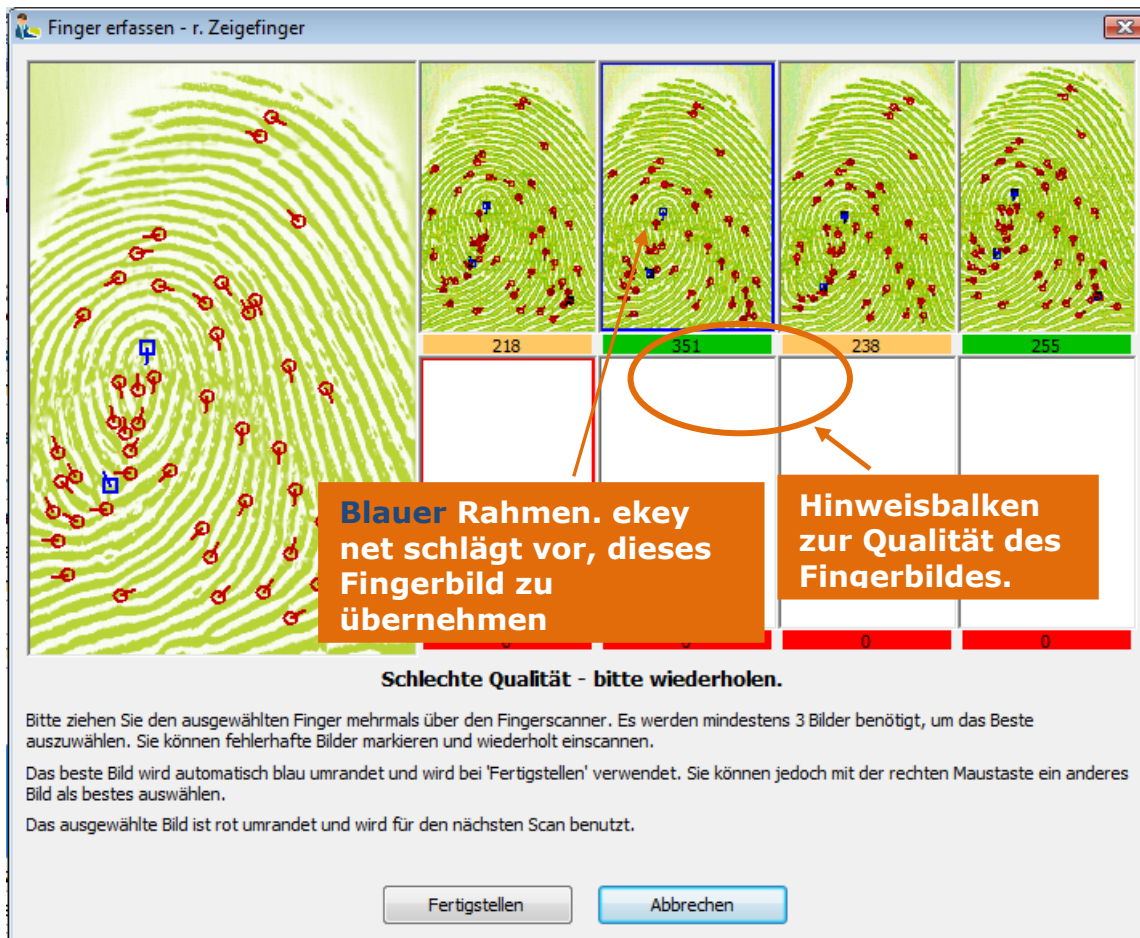 Finger erfassen - r. Zeigefinger
218
351
238
255
Blauer Rahmen. ekey
net schlägt vor, dieses
Fingerbild zu
übernehmen
Hinweisbalken
zur Qualität des
Fingerbildes.
0
0
Schlechte Qualität - bitte wiederholen.
Bitte ziehen Sie den ausgewählten Finger mehrmals über den Fingerscanner. Es werden mindestens 3 Bilder benötigt, um das Beste
auszuwählen. Sie können fehlerhafte Bilder markieren und wiederholt einscannen.
Das beste Bild wird automatisch blau umrandet und wird bei 'Fertigstellen' verwendet. Sie können jedoch mit der rechten Maustaste ein anderes
Bild als bestes auswählen.
Das ausgewählte Bild ist rot umrandet und wird für den nächsten Scan benutzt.
Fertigstellen
Abbrechen